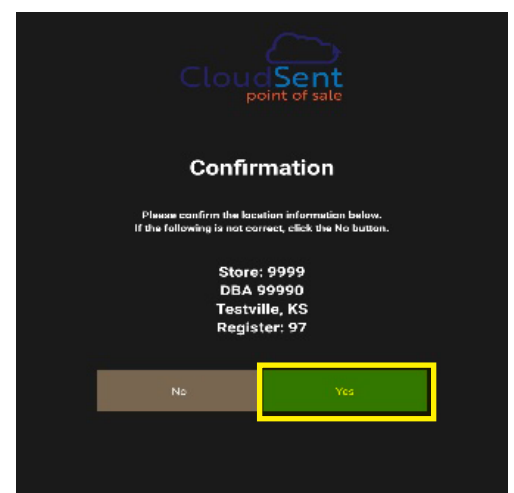 CloudSent
point of sale
Confirmation
Please confirm the location information below.
If the following is not correct, click the No button.
Store: 9999
DBA 99990
Testville, KS
Register: 97
No
Yes